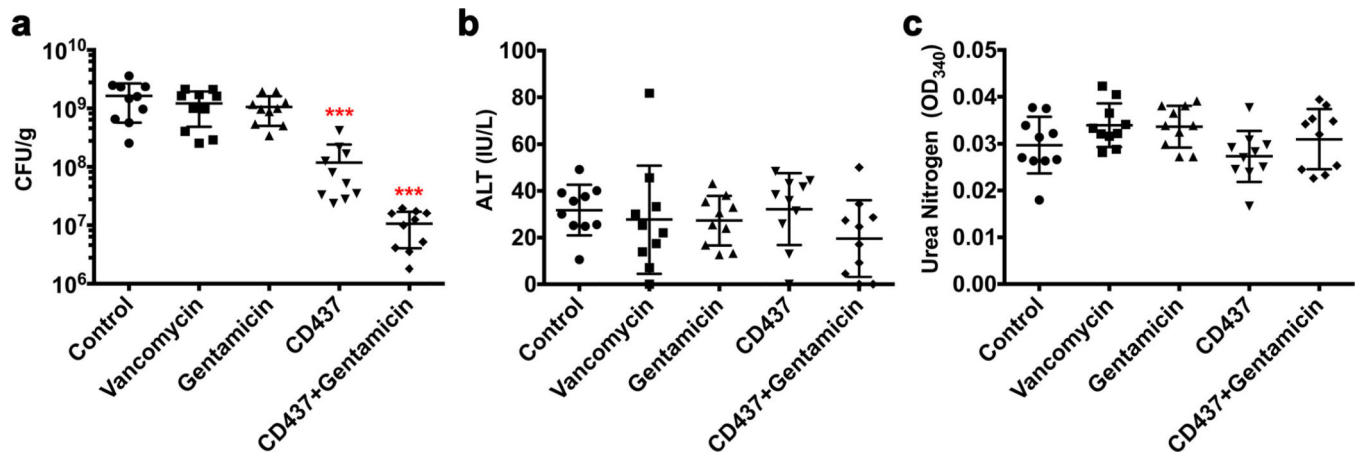 a
CFU/g
10^10
10^9
10^8
10^7
10^6
***
***
Control
Vancomycin
Gentamicin
CD437
CD437+Gentamicin
b
ALT (IU/L)
100
80
60
40
20
0
Control
Vancomycin
Gentamicin
CD437
CD437+Gentamicin
c
Urea Nitrogen (OD_340)
0.05
0.04
0.03
0.02
0.01
0.00
Control
Vancomycin
Gentamicin
CD437
CD437+Gentamicin